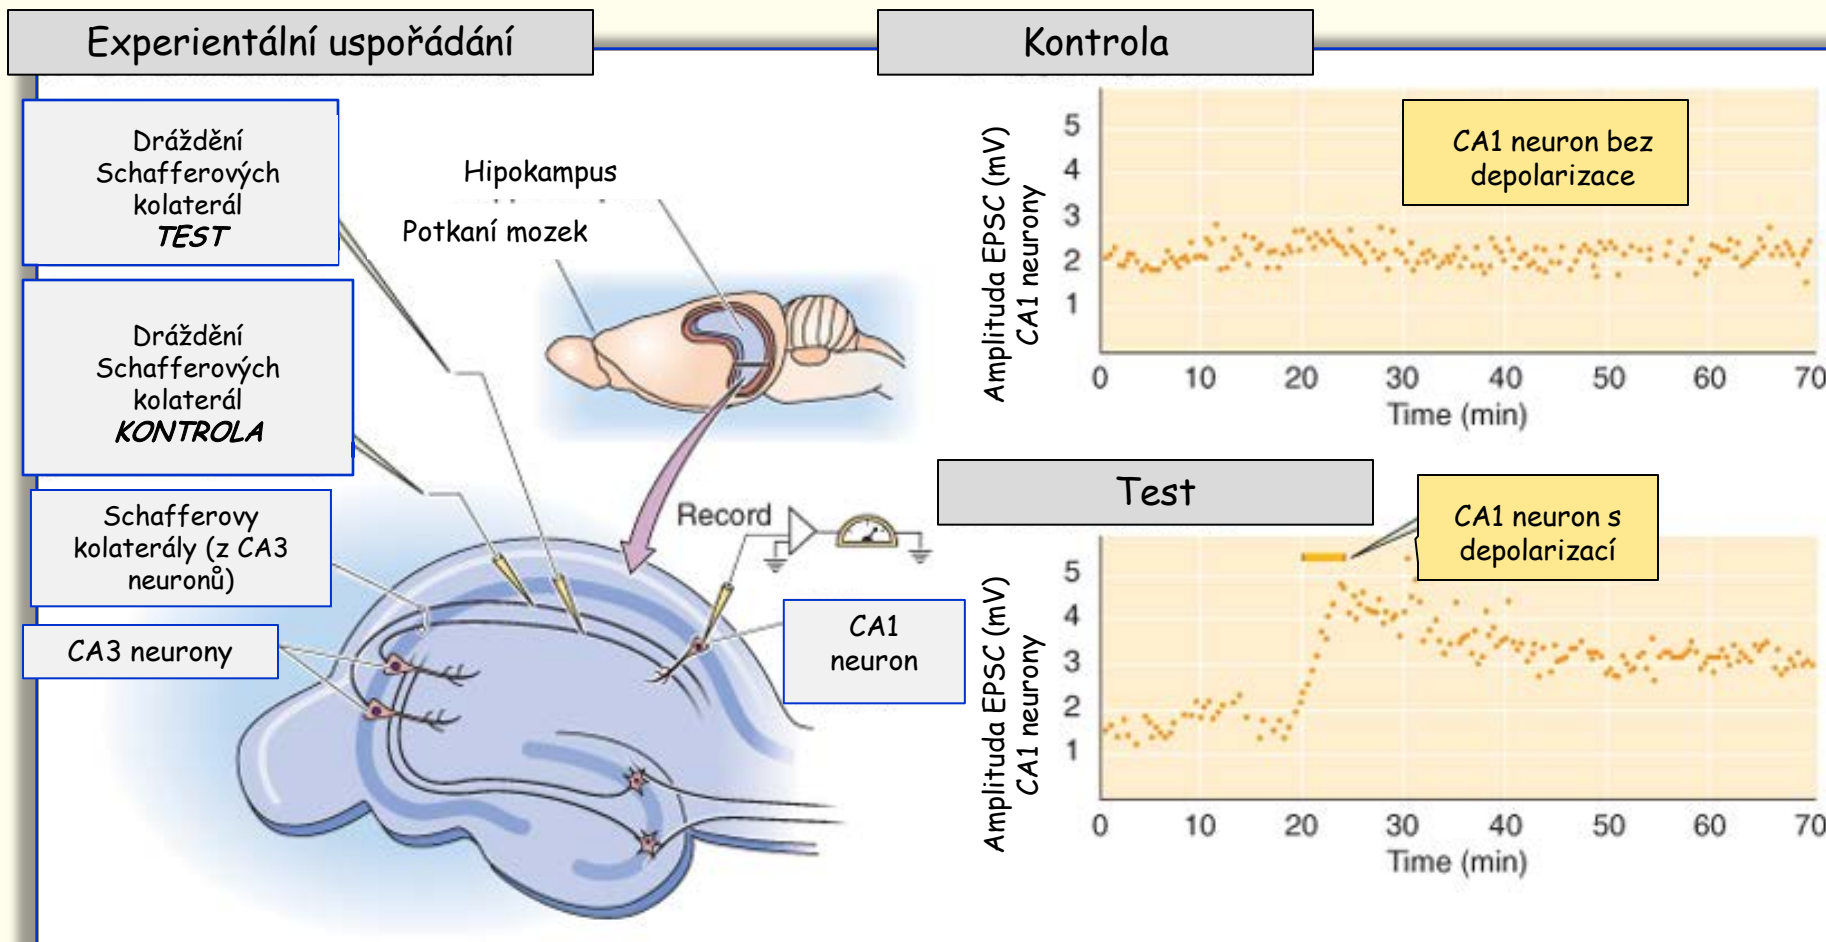 Experientální uspořádání
Dráždění
Schafferových
kolaterál
TEST
Dráždění
Schafferových
kolaterál
KONTROLA
Schafferovy
kolaterály (z CA3
neuronů)
CA3 neurony
Hipokampus
Potkaní mozek
Record
CA1
neuron
Kontrola
Amplituda EPSC (mV)
CA1 neurony
5
4
3
2
1
CA1 neuron bez
depolarizace
0 10 20 30 40 50 60 70
Time (min)
Test
Amplituda EPSC (mV)
CA1 neurony
5
4
3
2
1
CA1 neuron s
depolarizací
0 10 20 30 40 50 60 70
Time (min)